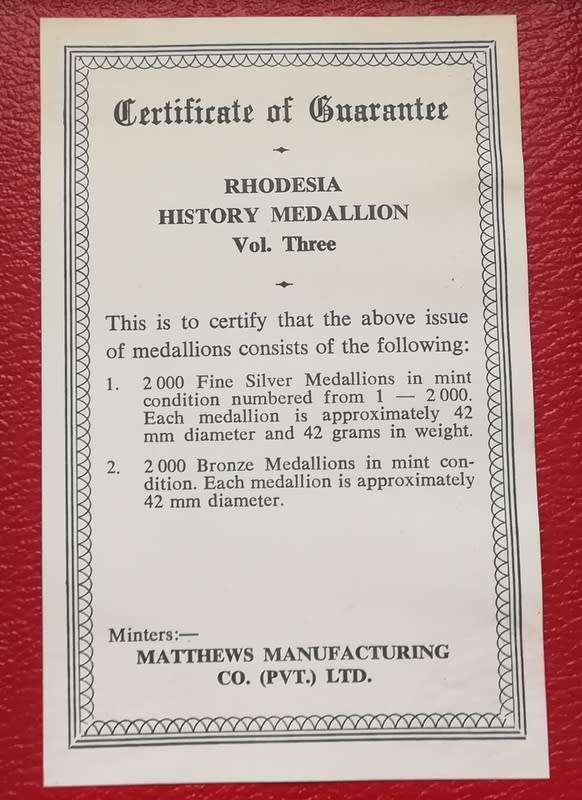 Certificate of Guarantee
RHODESIA
HISTORY MEDALLION
Vol. Three
This is to certify that the above issue
of medallions consists of the following:
1. 2 000 Fine Silver Medallions in mint
condition numbered from 1 — 2 000.
Each medallion is approximately 42
mm diameter and 42 grams in weight.
2. 2 000 Bronze Medallions in mint con-
dition. Each medallion is approximately
42 mm diameter.
Minters:—
MATTHEWS MANUFACTURING
CO. (PVT.) LTD.